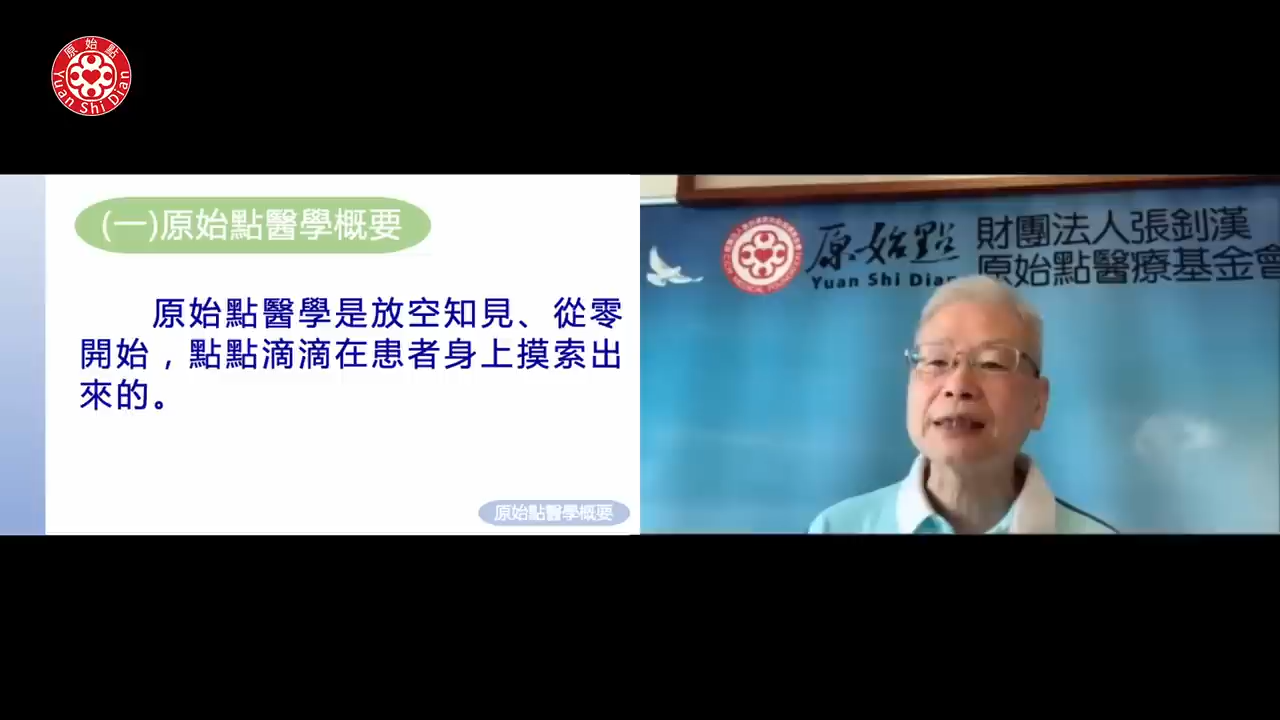 原始點
Yuan Shi Dian
(一)原始點醫學概要
原始點醫學是放空知見、從零
開始，點點滴滴在患者身上摸索出
來的。
原始點醫學概要
原始點
Yuan Shi Dian
財團法人張釗漢
原始點醫療基金會